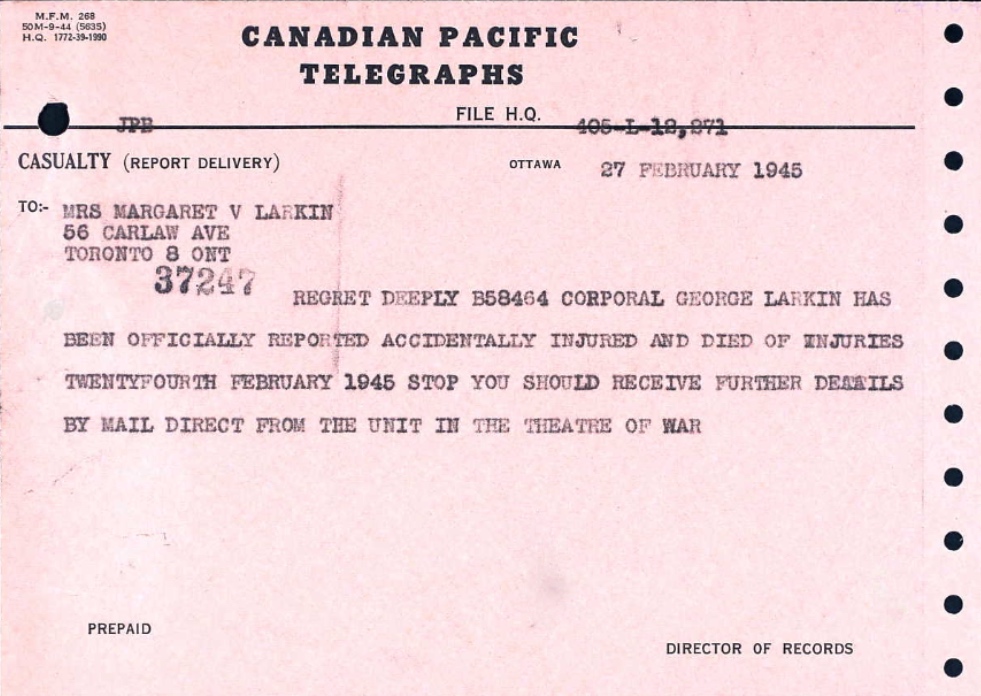 M.F.M. 268
50M-9-44 (5635)
H.Q. 1772-39-1990
CANADIAN PACIFIC
TELEGRAPHS
JPB
FILE H.Q. 405-L-12,271
CASUALTY (REPORT DELIVERY)
OTTAWA 27 FEBRUARY 1945
TO:- MRS MARGARET V LARKIN
56 CARLAW AVE
TORONTO 8 ONT
37247
REGRET DEEPLY B58464 CORPORAL GEORGE LARKIN HAS
BEEN OFFICIALLY REPORTED ACCIDENTALLY INJURED AND DIED OF INJURIES
TWENTYFOURTH FEBRUARY 1945 STOP YOU SHOULD RECEIVE FURTHER DETAILS
BY MAIL DIRECT FROM THE UNIT IN THE THEATRE OF WAR
PREPAID
DIRECTOR OF RECORDS